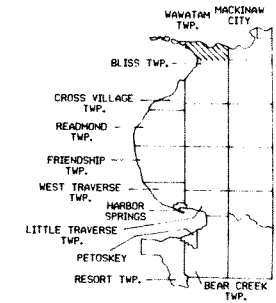 WAWATAM
TWP.
MACKINAW
CITY
BLISS TWP.
CROSS VILLAGE
TWP.
READMOND
TWP.
FRIENDSHIP
TWP.
WEST TRAVERSE
TWP.
HARBOR
SPRINGS
LITTLE TRAVERSE
TWP.
PETOSKEY
RESORT TWP.
BEAR CREEK
TWP.